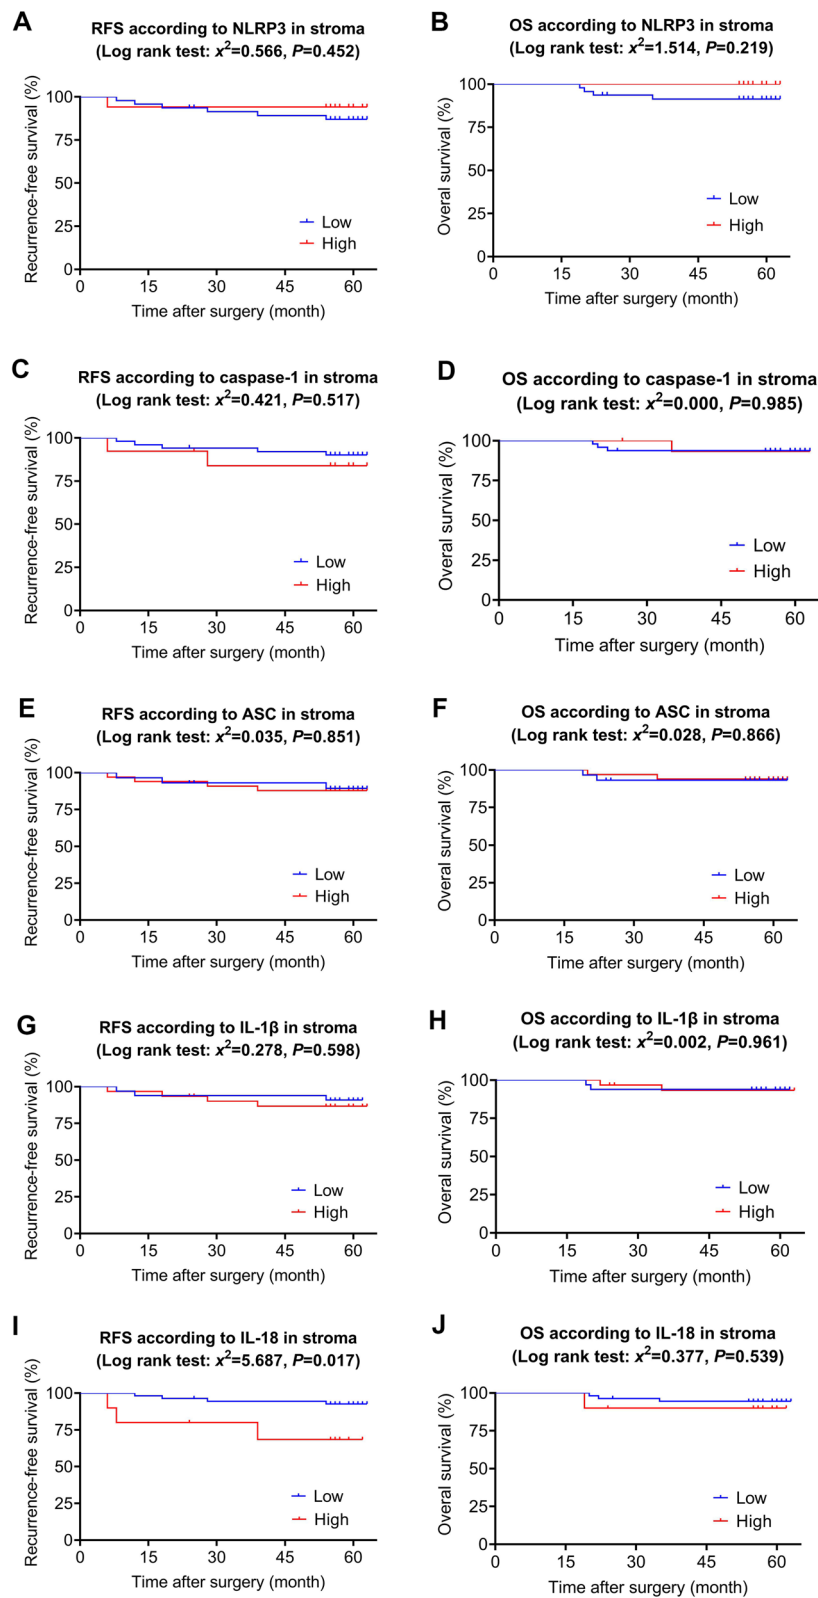 A
RFS according to NLRP3 in stroma
(Log rank test: x²=0.566, P=0.452)
Recurrence-free survival (%)
100
75
50
25
0
Low
High
0 15 30 45 60
Time after surgery (month)
B
OS according to NLRP3 in stroma
(Log rank test: x²=1.514, P=0.219)
Overal survival (%)
100
75
50
25
0
Low
High
0 15 30 45 60
Time after surgery (month)
C
RFS according to caspase-1 in stroma
(Log rank test: x²=0.421, P=0.517)
Recurrence-free survival (%)
100
75
50
25
0
Low
High
0 15 30 45 60
Time after surgery (month)
D
OS according to caspase-1 in stroma
(Log rank test: x²=0.000, P=0.985)
Overal survival (%)
100
75
50
25
0
Low
High
0 15 30 45 60
Time after surgery (month)
E
RFS according to ASC in stroma
(Log rank test: x²=0.035, P=0.851)
Recurrence-free survival (%)
100
75
50
25
0
Low
High
0 15 30 45 60
Time after surgery (month)
F
OS according to ASC in stroma
(Log rank test: x²=0.028, P=0.866)
Overal survival (%)
100
75
50
25
0
Low
High
0 15 30 45 60
Time after surgery (month)
G
RFS according to IL-1β in stroma
(Log rank test: x²=0.278, P=0.598)
Recurrence-free survival (%)
100
75
50
25
0
Low
High
0 15 30 45 60
Time after surgery (month)
H
OS according to IL-1β in stroma
(Log rank test: x²=0.002, P=0.961)
Overal survival (%)
100
75
50
25
0
Low
High
0 15 30 45 60
Time after surgery (month)
I
RFS according to IL-18 in stroma
(Log rank test: x²=5.687, P=0.017)
Recurrence-free survival (%)
100
75
50
25
0
Low
High
0 15 30 45 60
Time after surgery (month)
J
OS according to IL-18 in stroma
(Log rank test: x²=0.377, P=0.539)
Overal survival (%)
100
75
50
25
0
Low
High
0 15 30 45 60
Time after surgery (month)